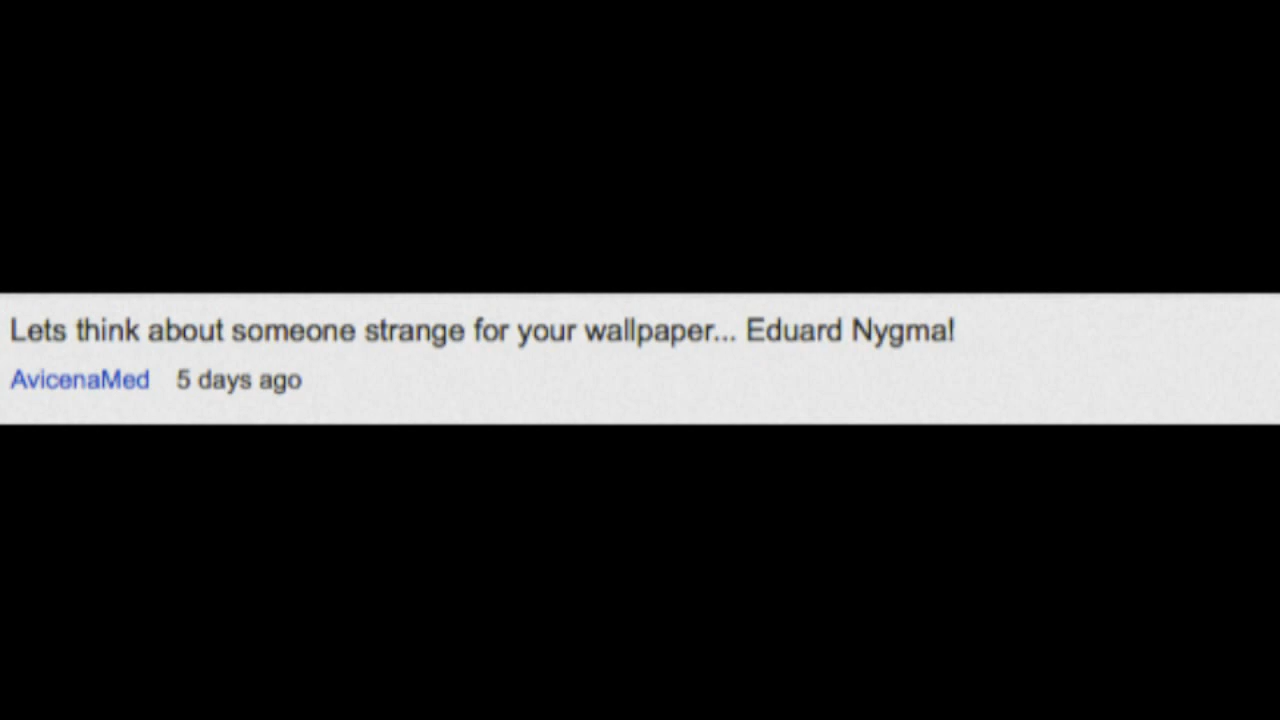 Lets think about someone strange for your wallpaper... Eduard Nygma!
AvicenaMed 5 days ago